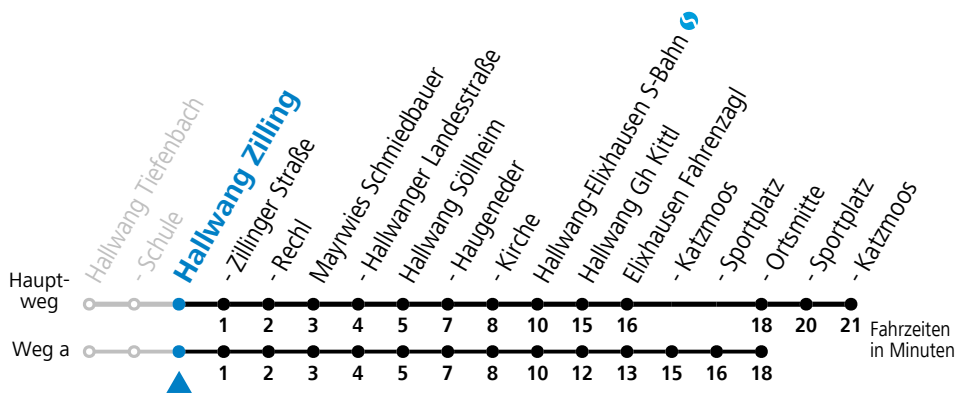 Hallwang Tiefenbach
- Schule
Hallwang Zilling
- Zillinger Straße
- Rechl
Mayrwies Schmiedbauer
- Hallwanger Landesstraße
Hallwang Söllheim
- Haugeneder
- Kirche
Hallwang-Elixhausen S-Bahn
Hallwang Gh Kittl
Elixhausen Fahrenzagl
- Katzmoos
- Sportplatz
- Ortsmitte
- Sportplatz
- Katzmoos
Haupt-
weg
1 2 3 4 5 7 8 10 15 16 18 20 21
Fahrzeiten
in Minuten
Weg a
1 2 3 4 5 7 8 10 12 13 15 16 18